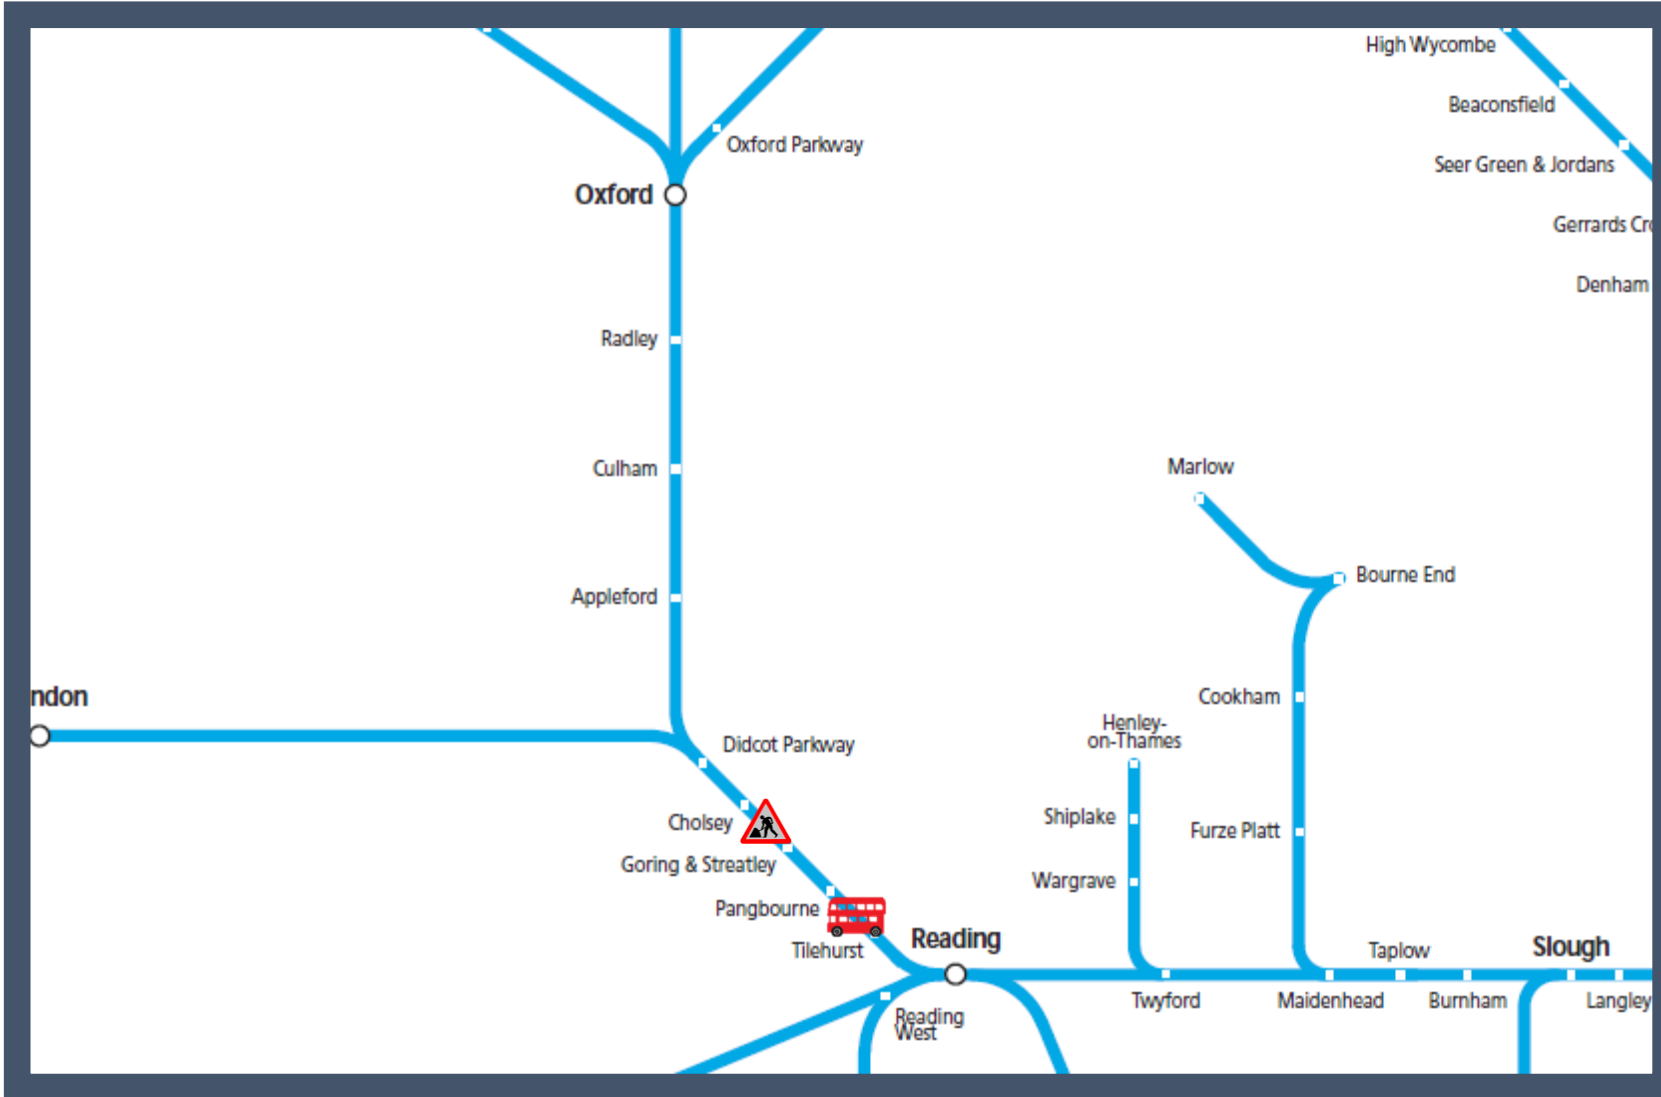 High Wycombe
Beaconsfield
Oxford Parkway
Seer Green & Jordans
Oxford
Gerrards Cro
Denham
Radley
Culham
Marlow
Bourne End
Appleford
ndon
Cookham
Henley-
on-Thames
Didcot Parkway
Shiplake
Cholsey
Furze Platt
Goring & Streatley
Wargrave
Pangbourne
Reading
Tilehurst
Taplow
Slough
Twyford
Maidenhead
Burnham
Langley
Reading
West